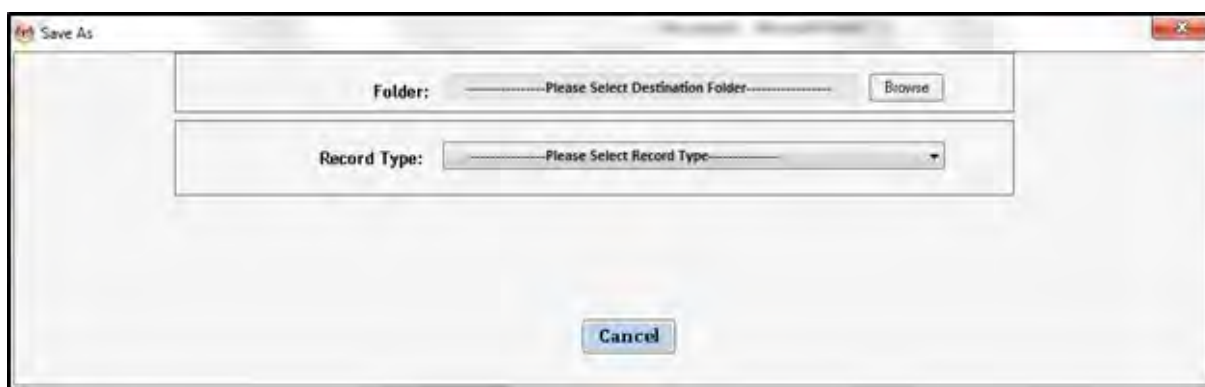 Save As
Folder: ----------------Please Select Destination Folder----------------- Browse
Record Type: ----------------Please Select Record Type---------------
Cancel